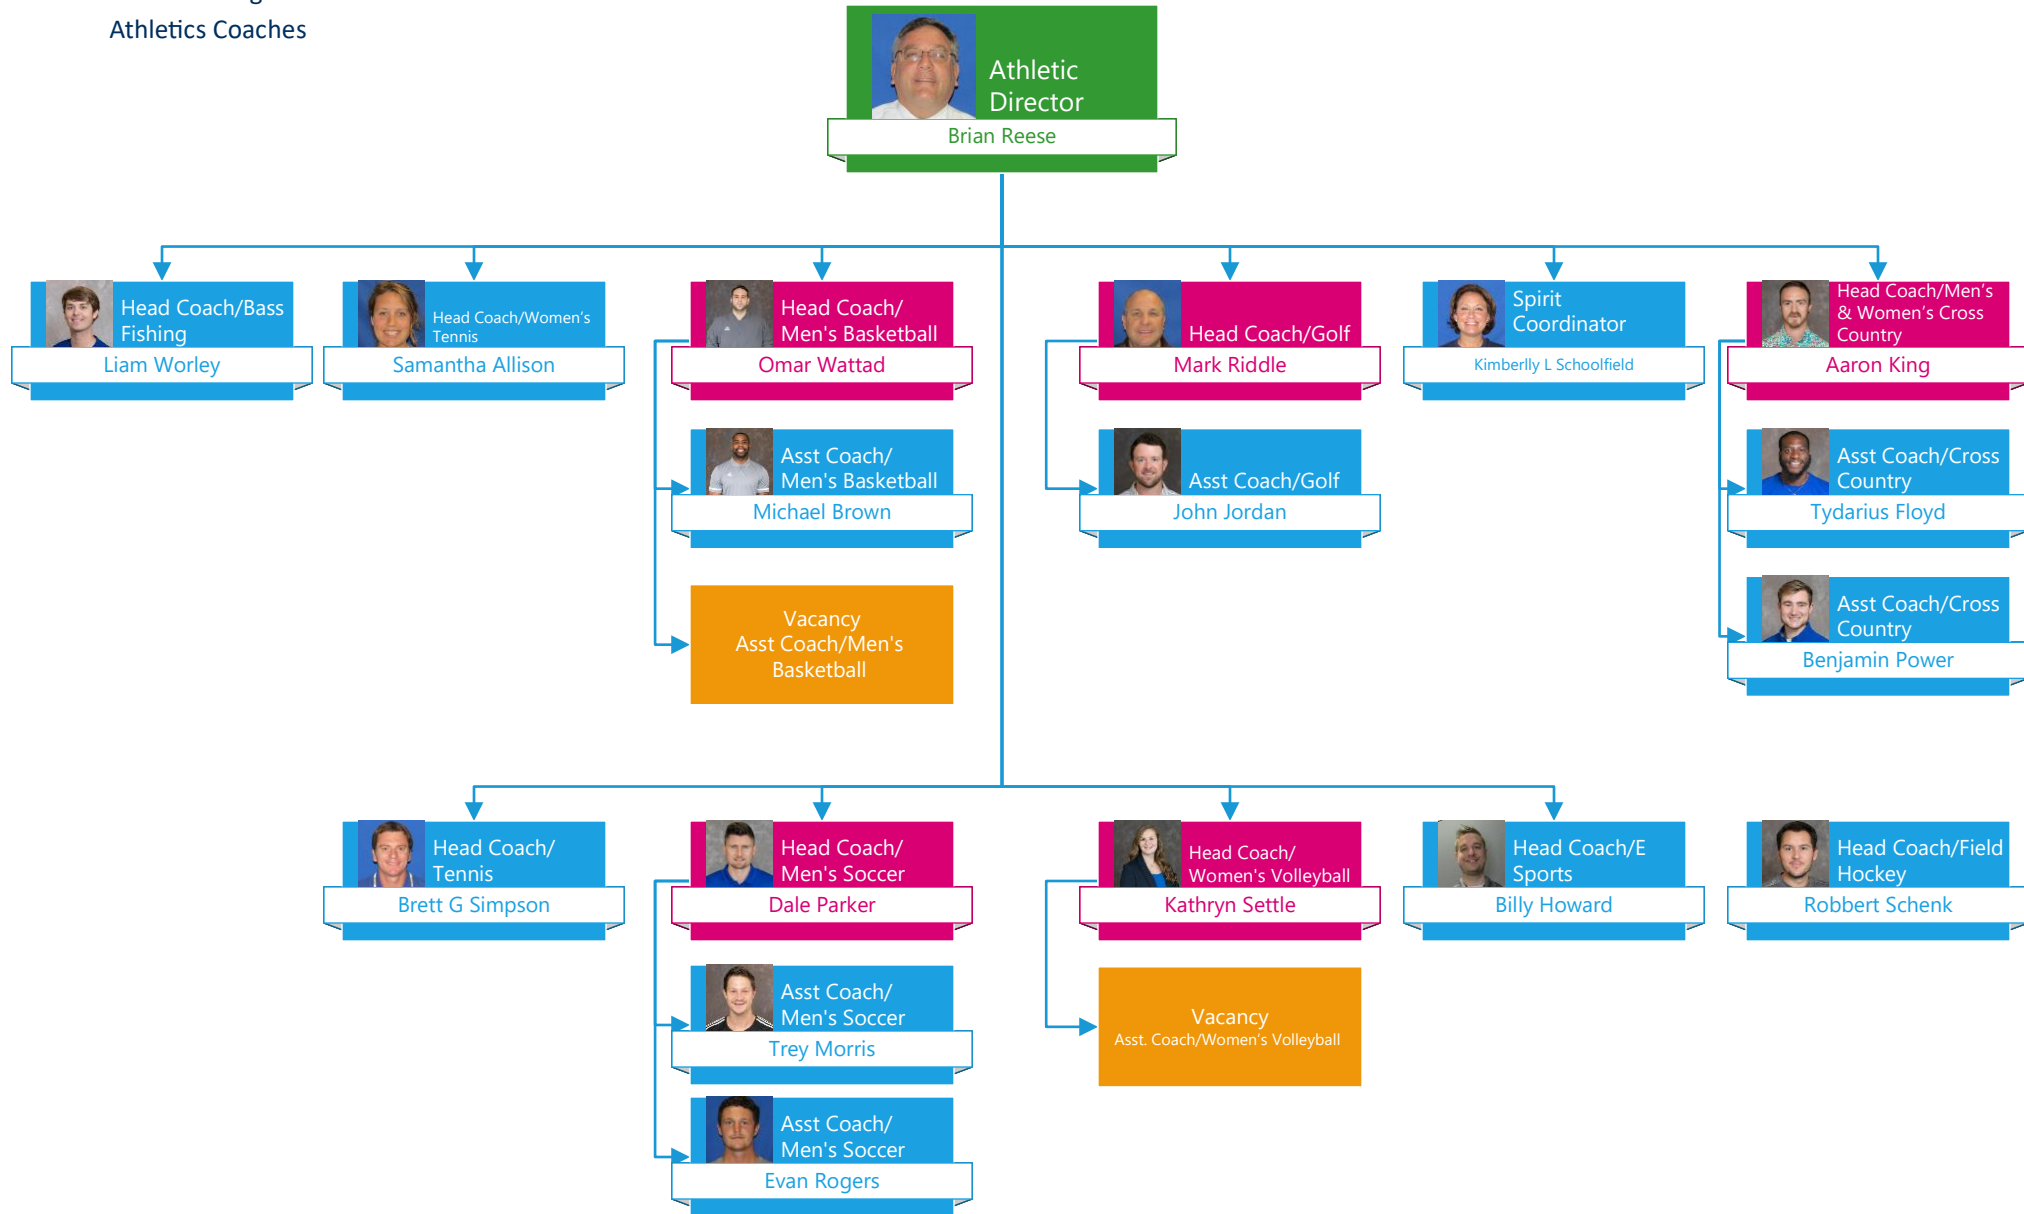 Athletics Coaches
Athletic
Director
Brian Reese
Head Coach/Bass
Fishing
Liam Worley
Head Coach/Women's
Tennis
Samantha Allison
Head Coach/
Men's Basketball
Omar Wattad
Head Coach/Golf
Mark Riddle
Spirit
Coordinator
Kimberlly L Schoolfield
Head Coach/Men's
& Women's Cross
Country
Aaron King
Asst Coach/
Men's Basketball
Michael Brown
Asst Coach/Golf
John Jordan
Asst Coach/Cross
Country
Tydarius Floyd
Vacancy
Asst Coach/Men's
Basketball
Asst Coach/Cross
Country
Benjamin Power
Head Coach/
Tennis
Brett G Simpson
Head Coach/
Men's Soccer
Dale Parker
Head Coach/
Women's Volleyball
Kathryn Settle
Head Coach/E
Sports
Billy Howard
Head Coach/Field
Hockey
Robbert Schenk
Asst Coach/
Men's Soccer
Trey Morris
Vacancy
Asst. Coach/Women's Volleyball
Asst Coach/
Men's Soccer
Evan Rogers